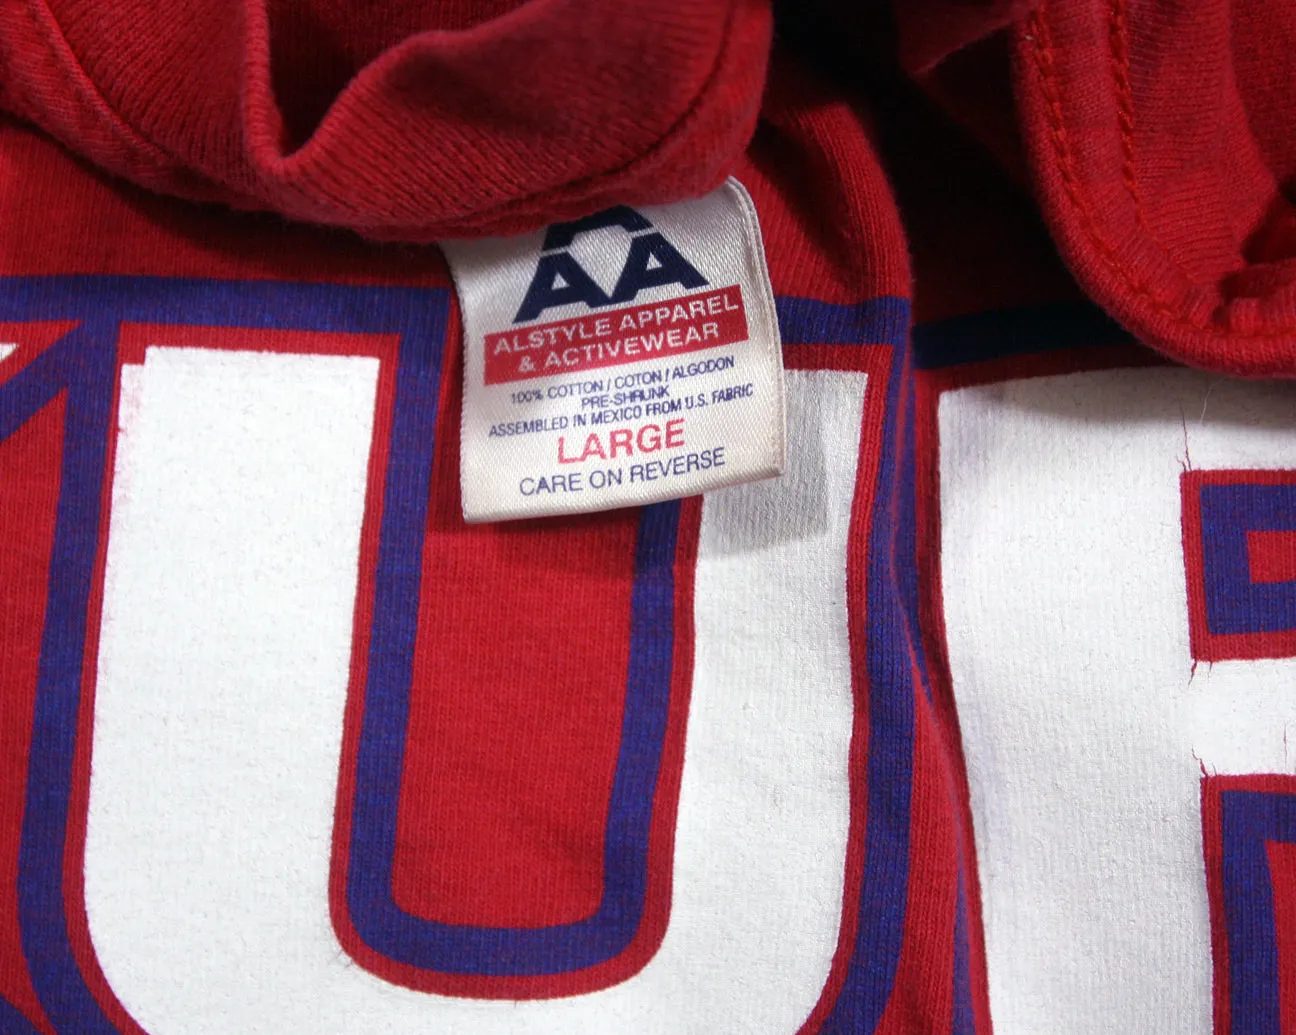 AA
ALSTYLE APPAREL
& ACTIVEWEAR
100% COTTON / COTON / ALGODON
PRE-SHRUNK
ASSEMBLED IN MEXICO FROM U.S. FABRIC
LARGE
CARE ON REVERSE
U